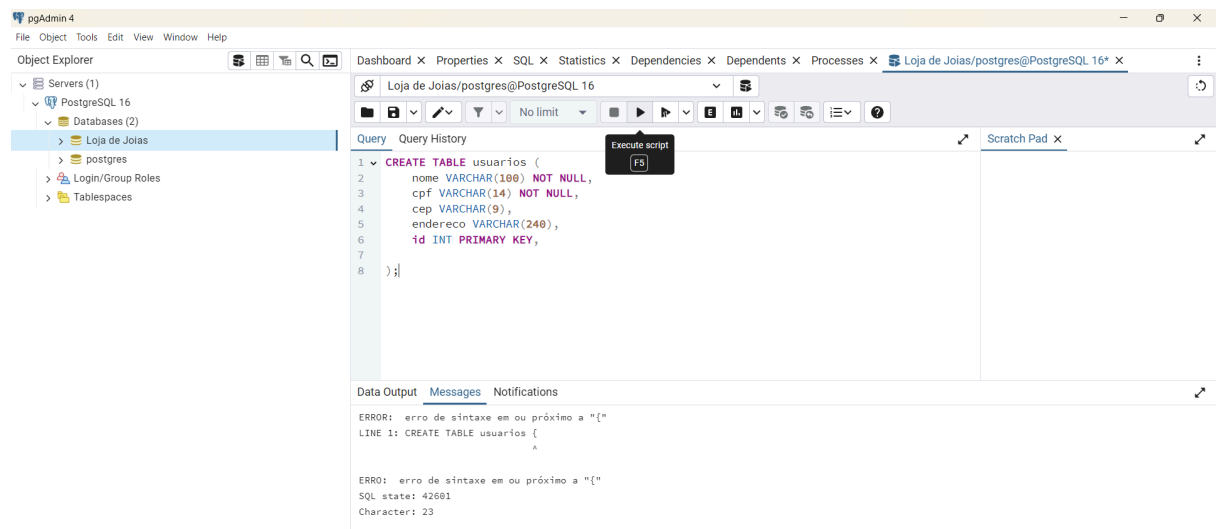 pgAdmin 4
File Object Tools Edit View Window Help
Object Explorer
Dashboard Properties SQL Statistics Dependencies Dependents Processes Loja de Joias/postgres@PostgreSQL 16*
Servers (1)
PostgreSQL 16
Databases (2)
Loja de Joias
postgres
Login/Group Roles
Tablespaces
Loja de Joias/postgres@PostgreSQL 16
No limit
E
Query Query History
Execute script
F5
Scratch Pad
1 CREATE TABLE usuarios (
2 nome VARCHAR(100) NOT NULL,
3 cpf VARCHAR(14) NOT NULL,
4 cep VARCHAR(9),
5 endereco VARCHAR(240),
6 id INT PRIMARY KEY,
7
8 );
Data Output Messages Notifications
ERROR:  erro de sintaxe em ou próximo a "{"
LINE 1: CREATE TABLE usuarios {
^
ERRO:  erro de sintaxe em ou próximo a "{"
SQL state: 42601
Character: 23